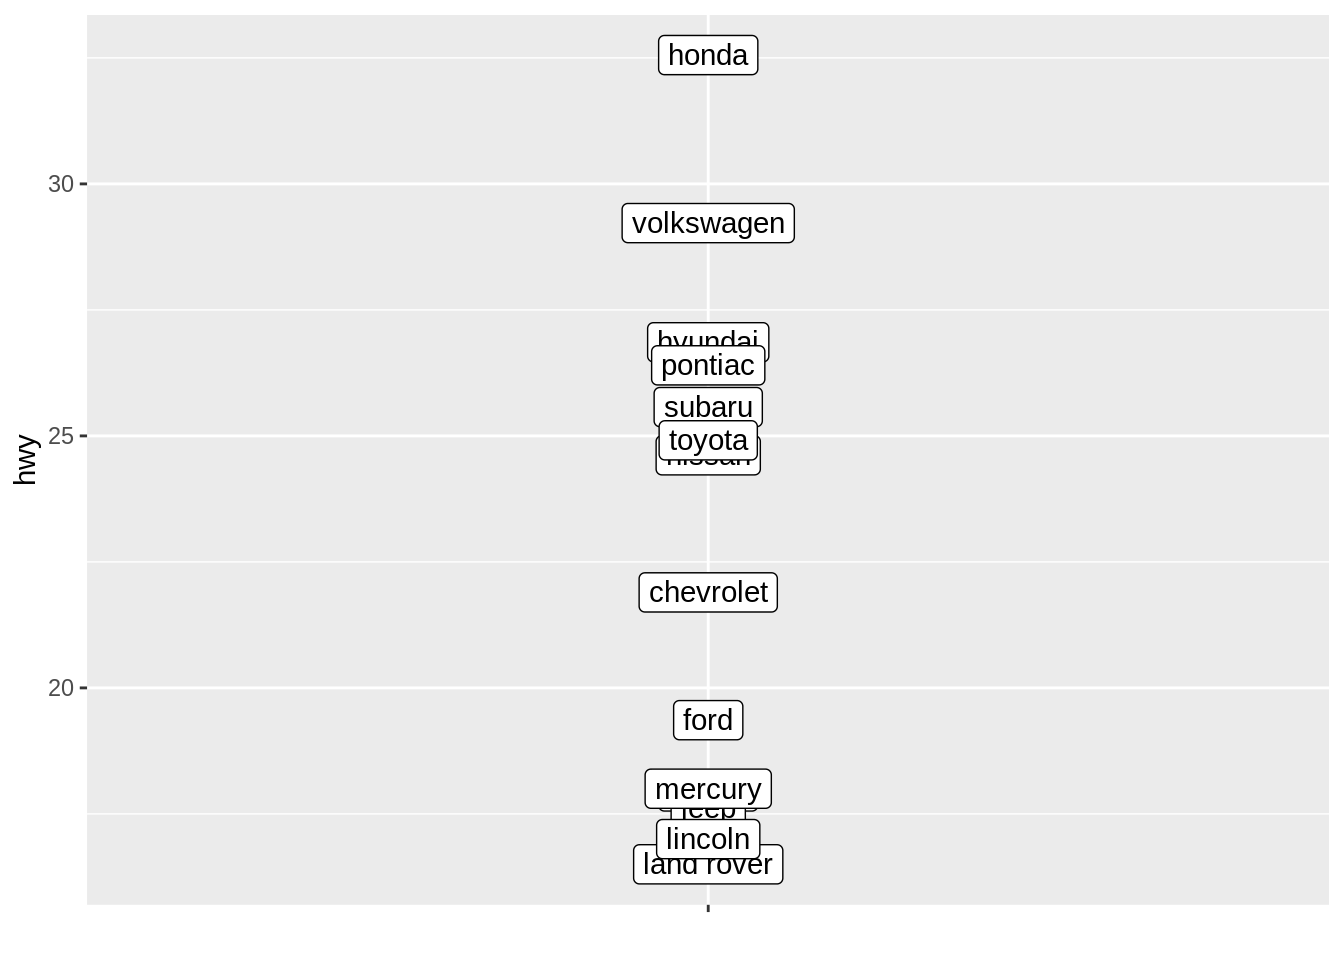 honda
30
volkswagen
hyundai
pontiac
subaru
25
toyota
nissan
hwy
chevrolet
20
ford
mercury
jeep
lincoln
land rover